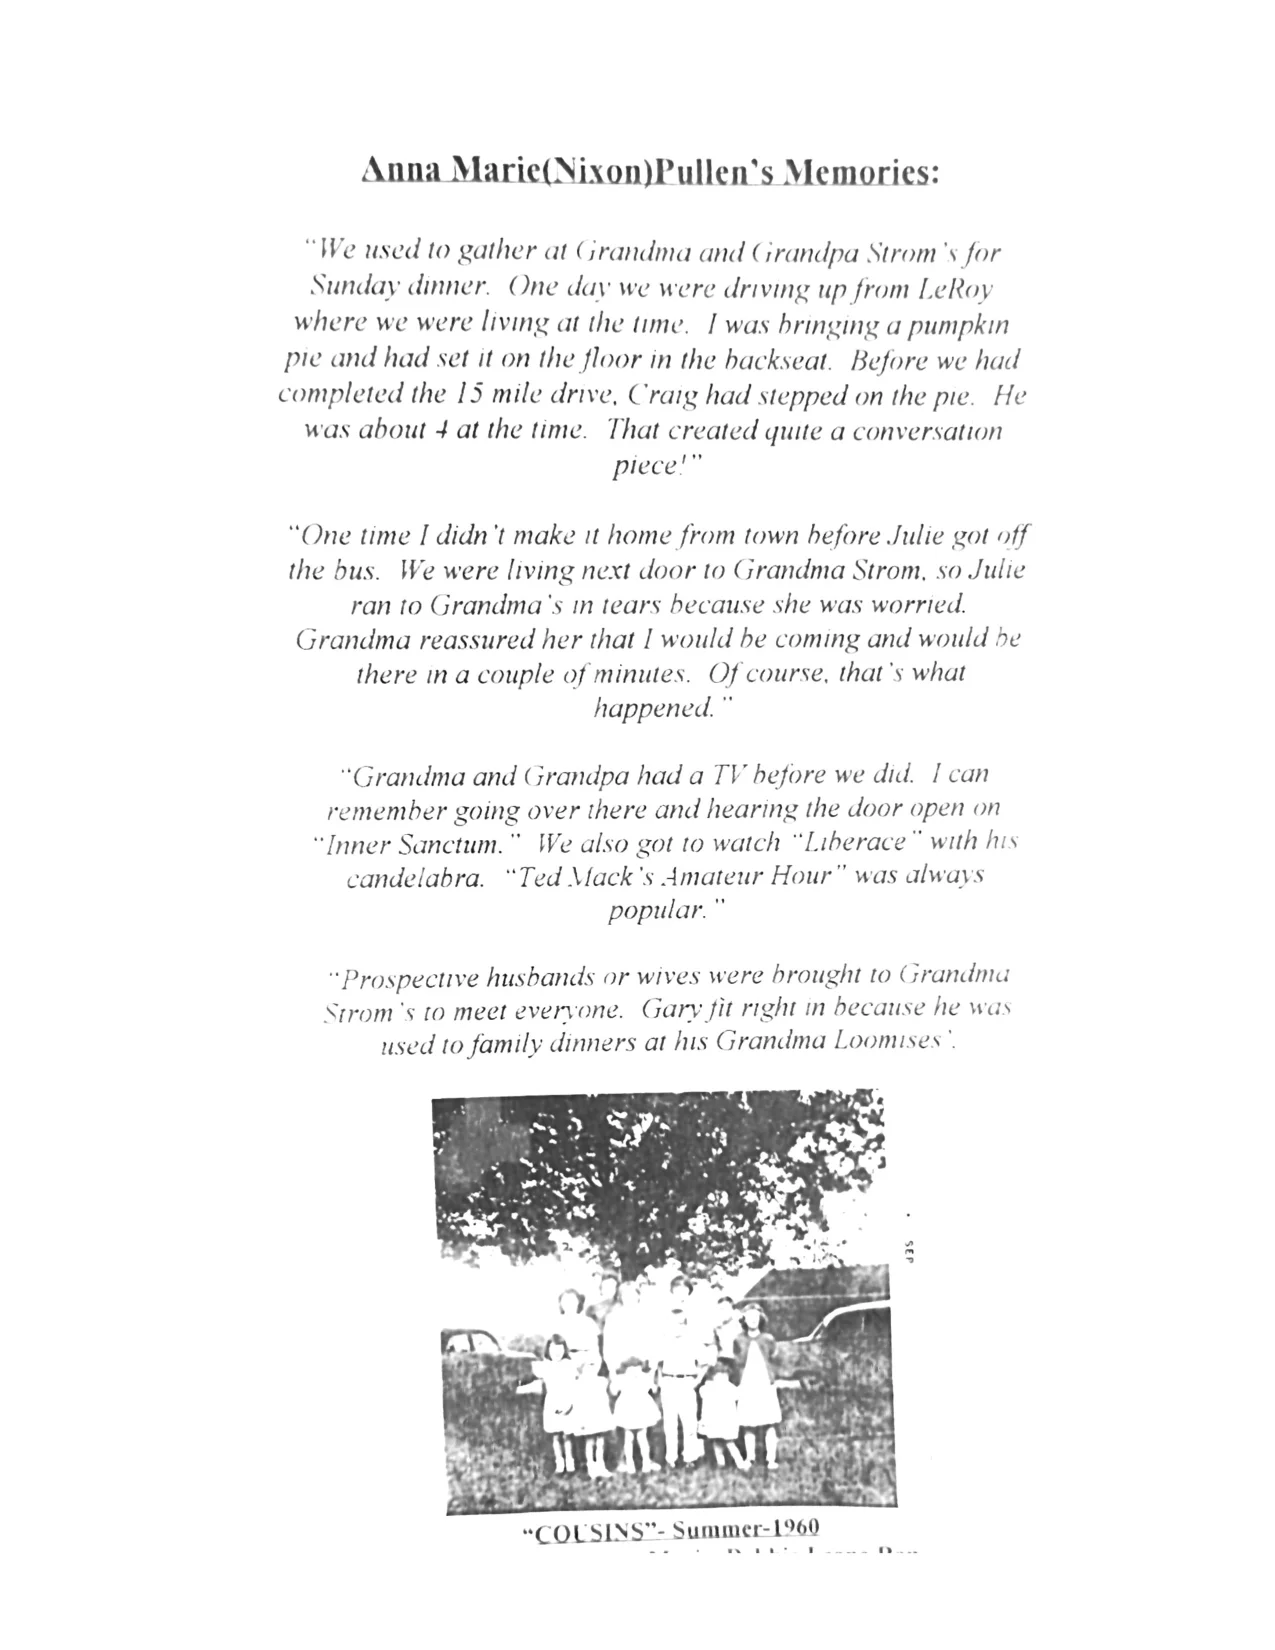 Anna Marie(Nixon)Pullen's Memories:
"We used to gather at Grandma and Grandpa Strom's for
Sunday dinner. One day we were driving up from LeRoy
where we were living at the time. I was bringing a pumpkin
pie and had set it on the floor in the backseat. Before we had
completed the 15 mile drive, Craig had stepped on the pie. He
was about 4 at the time. That created quite a conversation
piece!"
"One time I didn't make it home from town before Julie got off
the bus. We were living next door to Grandma Strom, so Julie
ran to Grandma's in tears because she was worried.
Grandma reassured her that I would be coming and would be
there in a couple of minutes. Of course, that's what
happened."
"Grandma and Grandpa had a TV before we did. I can
remember going over there and hearing the door open on
"Inner Sanctum." We also got to watch "Liberace" with his
candelabra. "Ted Mack's Amateur Hour" was always
popular."
"Prospective husbands or wives were brought to Grandma
Strom's to meet everyone. Gary fit right in because he was
used to family dinners at his Grandma Loomises'.
SEP
"COUSINS"- Summer-1960